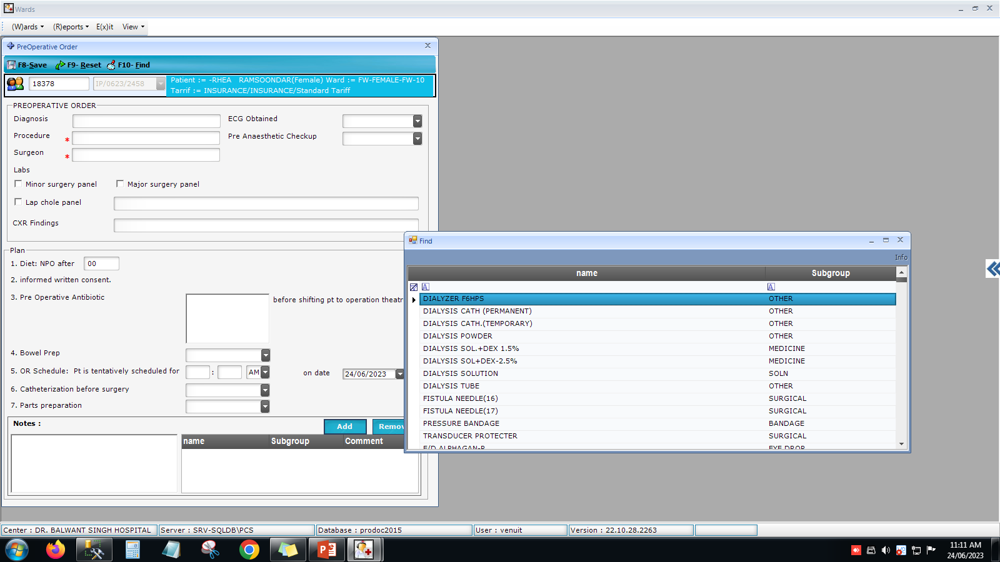 Wards
(W)ards (R)eports E(x)it View
PreOperative Order
F8-Save F9- Reset F10- Find
18378 IP/0623/2458
Patient := -RHEA RAMSOONDAR(Female) Ward := FW-FEMALE-FW-10
Tarrif := INSURANCE/INSURANCE/Standard Tariff
PREOPERATIVE ORDER
Diagnosis ECG Obtained
Procedure * Pre Anaesthetic Checkup
Surgeon *
Labs
Minor surgery panel Major surgery panel
Lap chole panel
CXR Findings
Plan
1. Diet: NPO after 00
2. informed written consent.
3. Pre Operative Antibiotic before shifting pt to operation theatr
4. Bowel Prep
5. OR Schedule: Pt is tentatively scheduled for : AM on date 24/06/2023
6. Catheterization before surgery
7. Parts preparation
Notes : Add Remov
name Subgroup Comment
Find
Info
name Subgroup
A A
DIALYZER F6HPS OTHER
DIALYSIS CATH (PERMANENT) OTHER
DIALYSIS CATH.(TEMPORARY) OTHER
DIALYSIS POWDER OTHER
DIALYSIS SOL.+DEX 1.5% MEDICINE
DIALYSIS SOL+DEX-2.5% MEDICINE
DIALYSIS SOLUTION SOLN
DIALYSIS TUBE OTHER
FISTULA NEEDLE(16) SURGICAL
FISTULA NEEDLE(17) SURGICAL
PRESSURE BANDAGE BANDAGE
TRANSDUCER PROTECTER SURGICAL
E/D ALPHAGAN-P EYE DROP
Center : DR. BALWANT SINGH HOSPITAL Server : SRV-SQLDB\PCS Database : prodoc2015 User : venuit Version : 22.10.28.2263
11:11 AM
24/06/2023